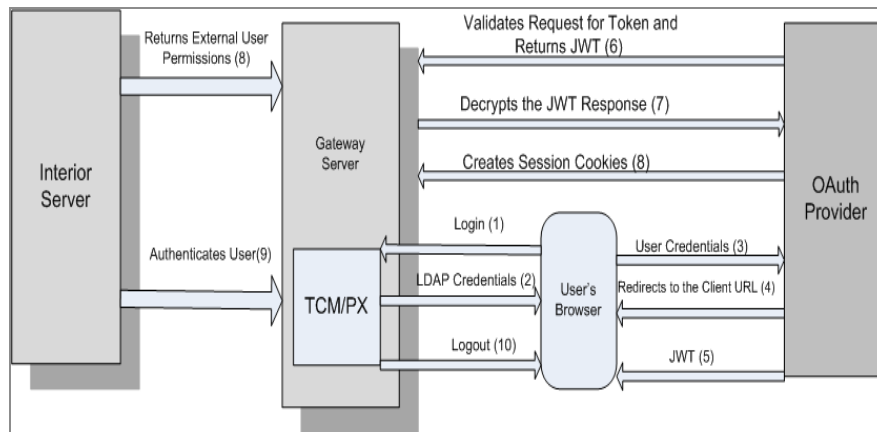 Validates Request for Token and
Returns JWT (6)
Returns External User
Permissions (8)
Decrypts the JWT Response (7)
Gateway
Server
Creates Session Cookies (8)
Interior
Server
OAuth
Provider
Login (1)
User Credentials (3)
Authenticates User(9)
LDAP Credentials (2)
Redirects to the Client URL (4)
User's
Browser
TCM/PX
Logout (10)
JWT (5)